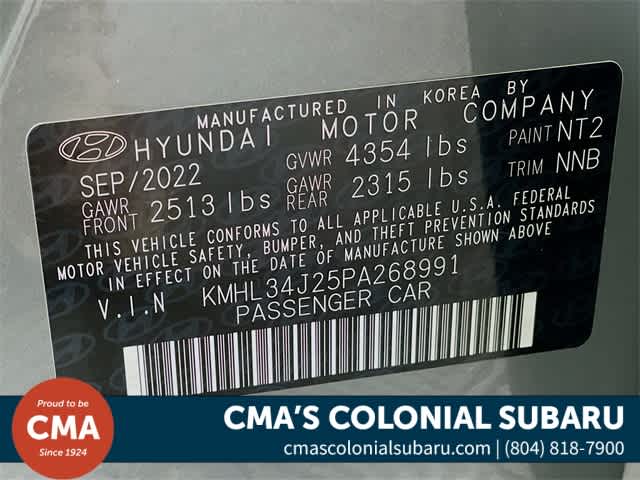 MANUFACTURED IN KOREA BY
HYUNDAI MOTOR COMPANY
SEP/2022 GVWR 4354 lbs PAINT NT2
GAWR FRONT 2513 lbs GAWR REAR 2315 lbs TRIM NNB
THIS VEHICLE CONFORMS TO ALL APPLICABLE U.S.A. FEDERAL
MOTOR VEHICLE SAFETY, BUMPER, AND THEFT PREVENTION STANDARDS
IN EFFECT ON THE DATE OF MANUFACTURE SHOWN ABOVE
V.I.N KMHL34J25PA268991
PASSENGER CAR
Proud to be
CMA
Since 1924
CMA'S COLONIAL SUBARU
cmascolonialsubaru.com | (804) 818-7900